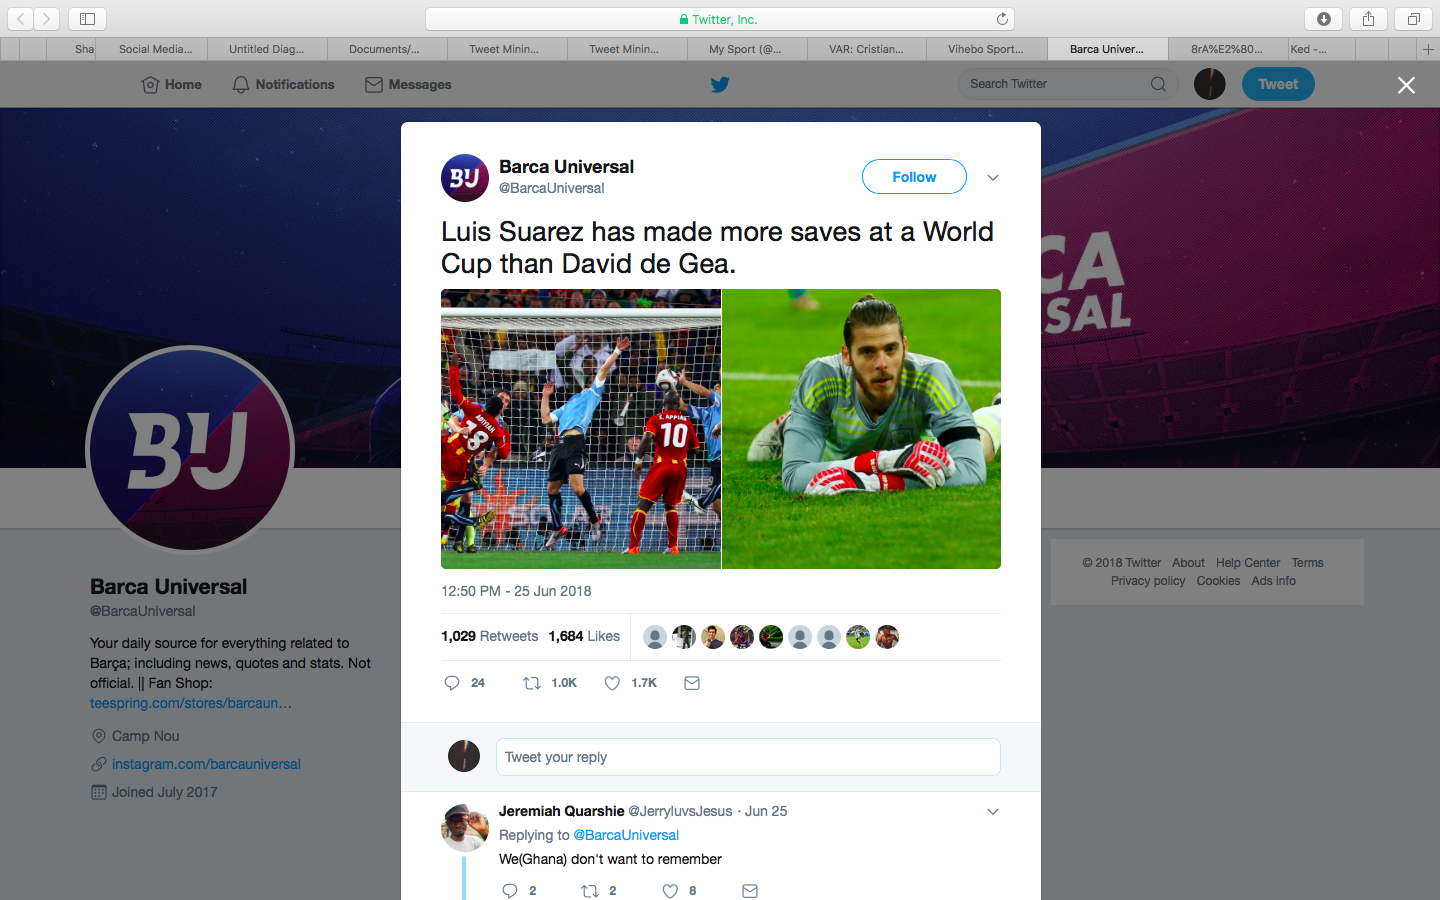 Twitter, Inc.
Sha
Social Media...
Untitled Diag...
Documents/...
Tweet Minin...
Tweet Minin...
My Sport (@...
VAR: Cristian...
Vihebo Sport...
Barca Univer...
8rA%E2%80...
Ked -...
Home
Notifications
Messages
Search Twitter
Tweet
CA
SAL
BU
Barca Universal
@BarcaUniversal
Your daily source for everything related to
Barça; including news, quotes and stats. Not
official. || Fan Shop:
teespring.com/stores/barcaun...
Camp Nou
instagram.com/barcauniversal
Joined July 2017
BU
Barca Universal
@BarcaUniversal
Follow
Luis Suarez has made more saves at a World
Cup than David de Gea.
ADIYIAH
18
S. APPIAH
10
12:50 PM - 25 Jun 2018
1,029 Retweets 1,684 Likes
24
1.0K
1.7K
Tweet your reply
Jeremiah Quarshie @JerryluvsJesus · Jun 25
Replying to @BarcaUniversal
We(Ghana) don't want to remember
2
2
8
© 2018 Twitter About Help Center Terms
Privacy policy Cookies Ads info